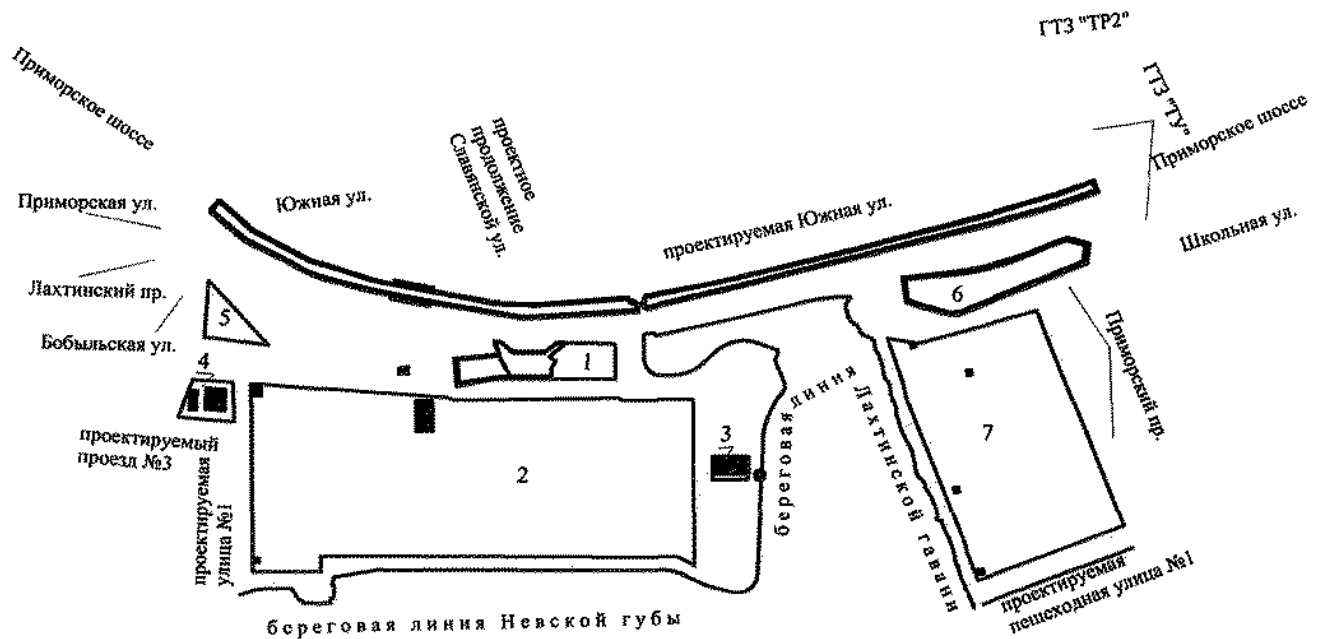 ГТЗ "ТР2"
ГТЗ "ТУ"
Приморское шоссе
Приморское шоссе
Приморская ул.
Южная ул.
проектное
продолжение
Славянской ул.
проектируемая Южная ул.
Школьная ул.
Лахтинский пр.
Бобыльская ул.
5
4
1
6
Приморский пр.
проектируемый
проезд №3
проектируемая
улица №1
2
3
7
береговая линия Лахтинской гавани
проектируемая
пешеходная улица №1
береговая линия Невской губы